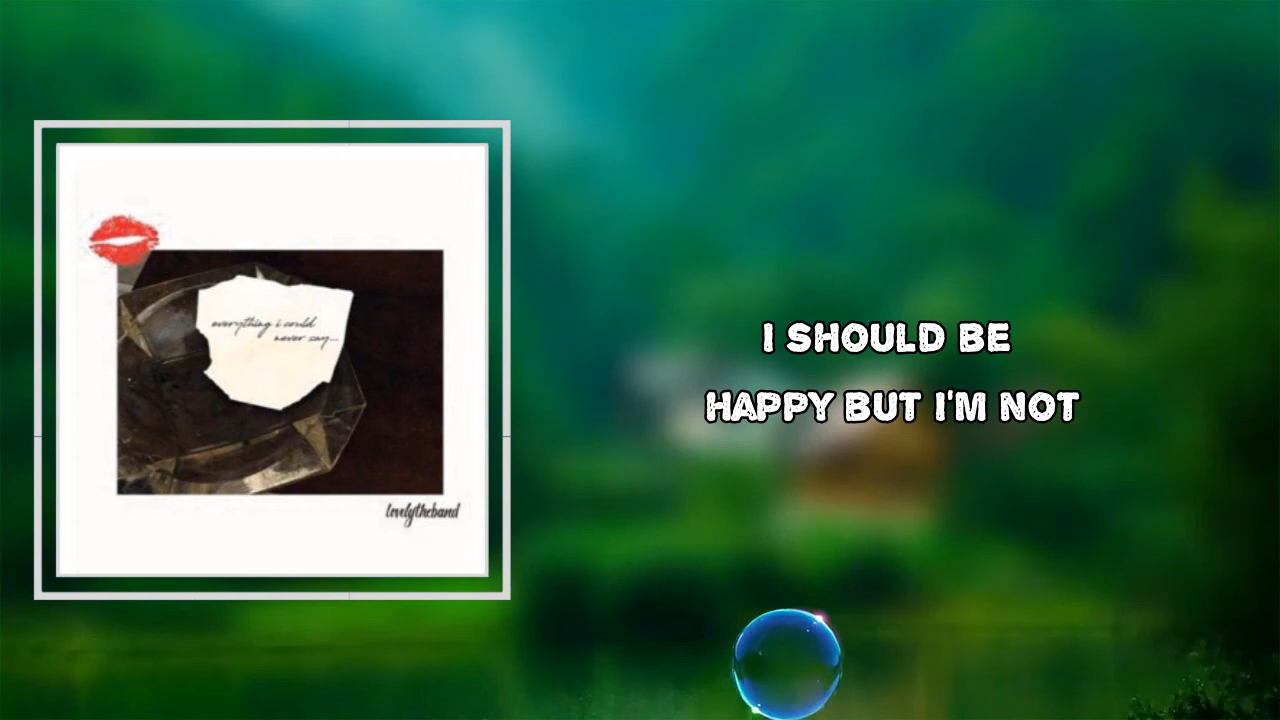 everything i could
never say...
lovelytheband
I SHOULD BE
HAPPY BUT I'M NOT